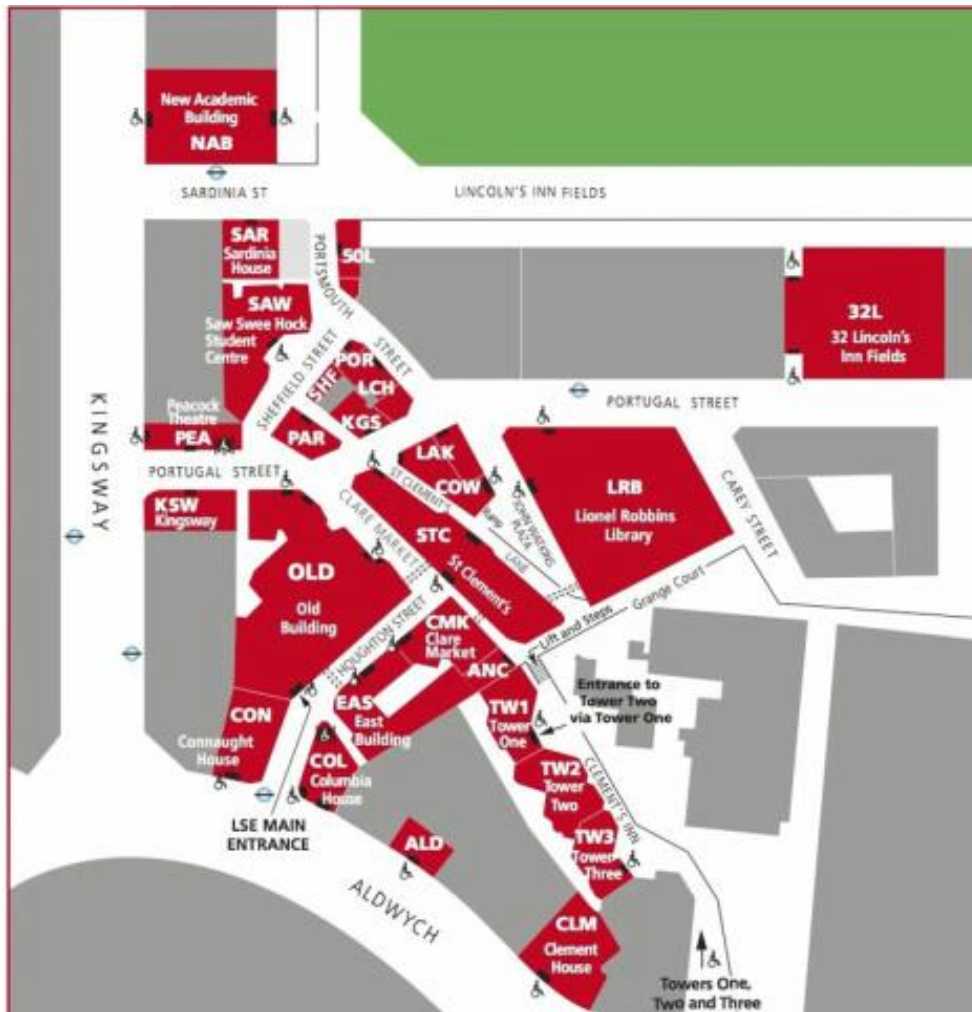 New Academic
Building
NAB
SARDINIA ST
LINCOLN'S INN FIELDS
SAR
Sardinia
House
PORTSMOUTH
STREET
SOL
SAW
Saw Swee Hock
Student
Centre
32L
32 Lincoln's
Inn Fields
SHEFFIELD STREET
POR
SHF
LCH
KGS
PORTUGAL STREET
KINGSWAY
Peacock
Theatre
PEA
PAR
PORTUGAL STREET
LAK
COW
ST CLEMENT'S
LANE
Ramp
JOHN WATKINS
PLAZA
LRB
Lionel Robbins
Library
CAREY STREET
KSW
Kingsway
CLARE MARKET
STC
St Clement's
OLD
Old
Building
HOUGHTON STREET
CMK
Clare
Market
ANC
Lift and Steps
Grange Court
EAS
East
Building
TW1
Tower
One
Entrance to
Tower Two
via Tower One
CON
Connaught
House
COL
Columbia
House
TW2
Tower
Two
CLEMENT'S INN
LSE MAIN
ENTRANCE
ALD
TW3
Tower
Three
ALDWYCH
CLM
Clement
House
Towers One,
Two and Three